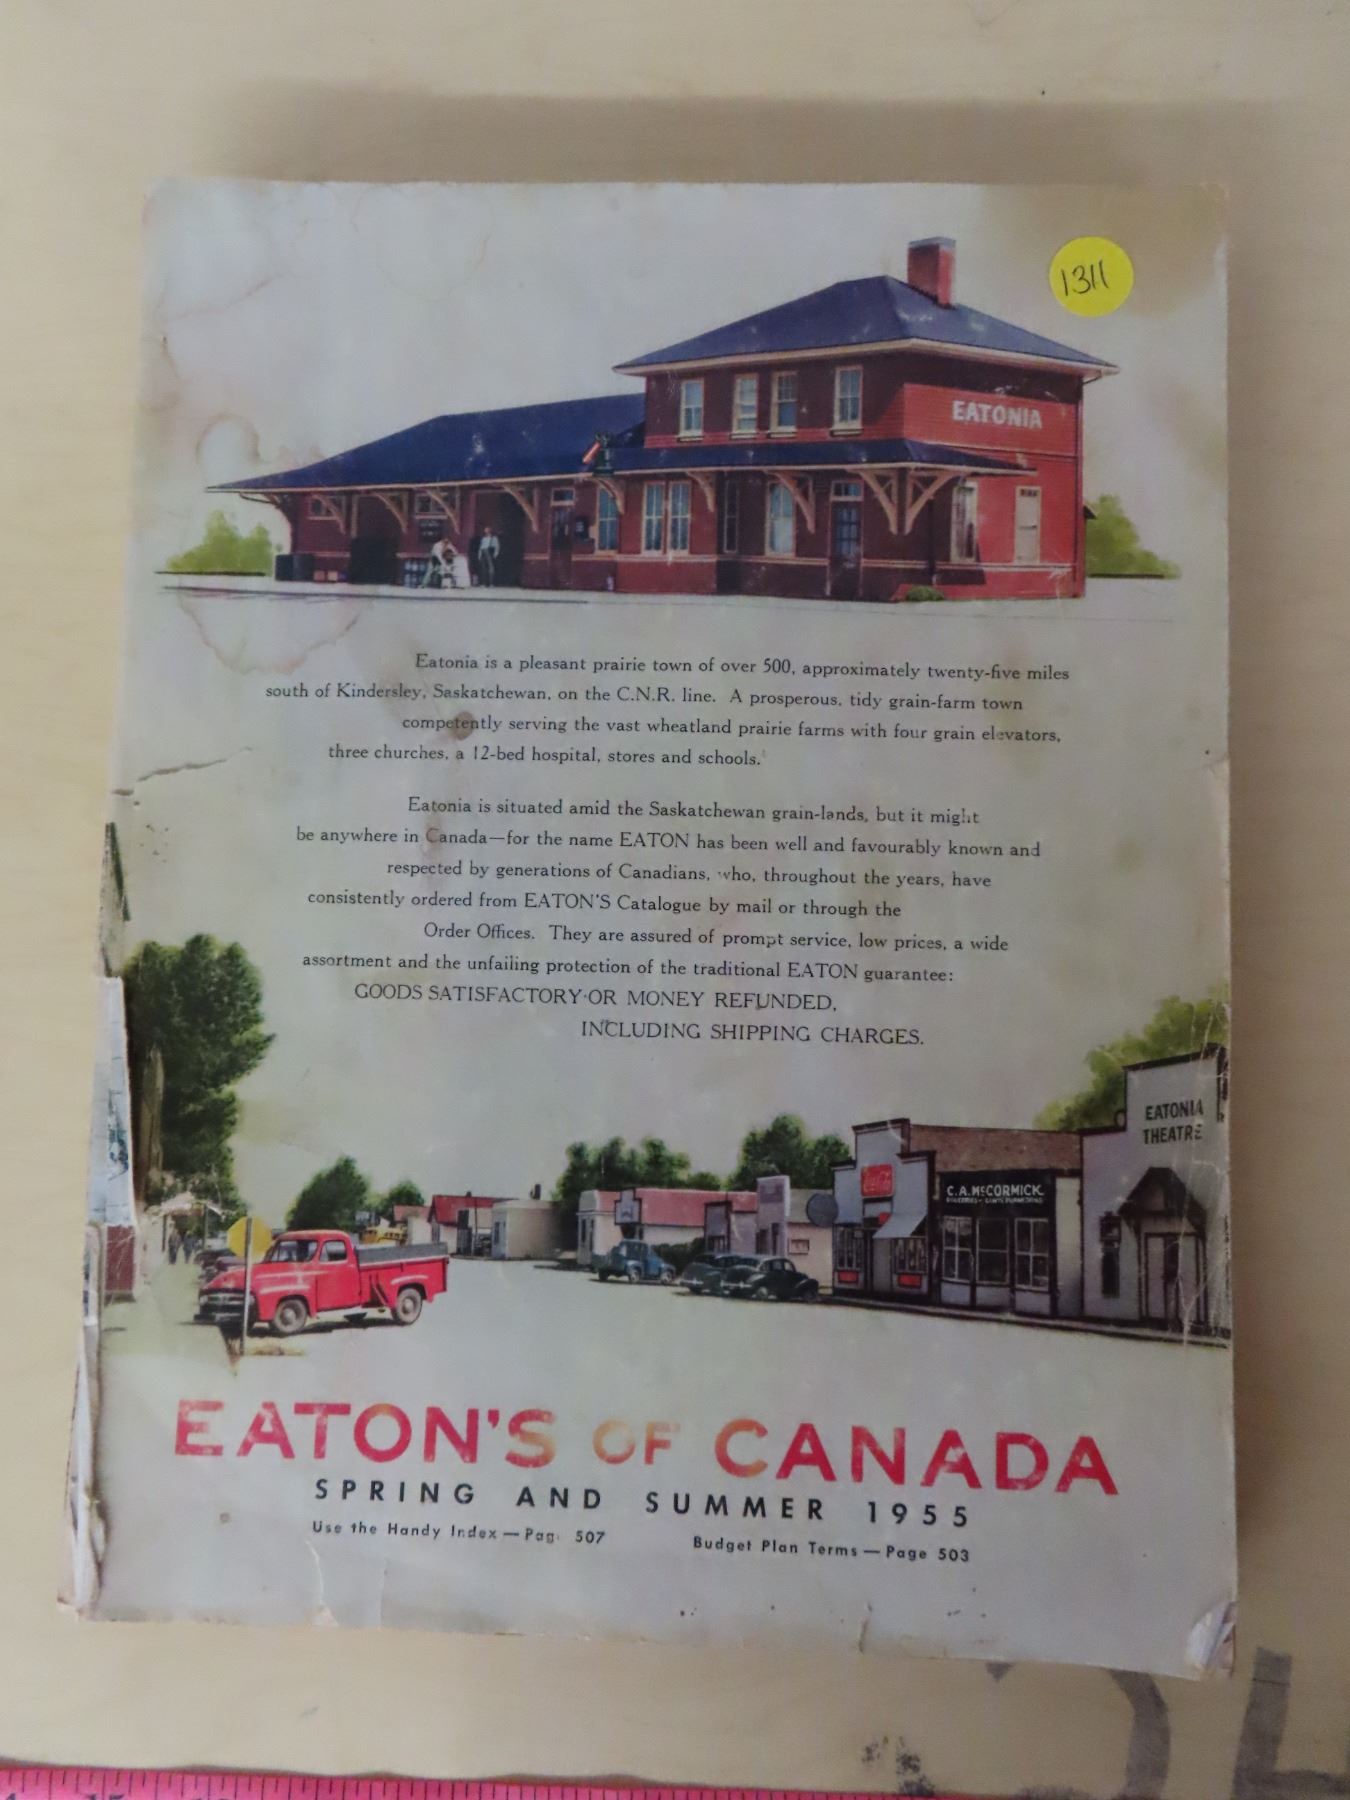 1311
EATONIA
Eatonia is a pleasant prairie town of over 500, approximately twenty-five miles
south of Kindersley, Saskatchewan, on the C.N.R. line. A prosperous, tidy grain-farm town
competently serving the vast wheatland prairie farms with four grain elevators,
three churches, a 12-bed hospital, stores and schools.
Eatonia is situated amid the Saskatchewan grain-lands, but it might
be anywhere in Canada—for the name EATON has been well and favourably known and
respected by generations of Canadians, who, throughout the years, have
consistently ordered from EATON'S Catalogue by mail or through the
Order Offices. They are assured of prompt service, low prices, a wide
assortment and the unfailing protection of the traditional EATON guarantee:
GOODS SATISFACTORY OR MONEY REFUNDED,
INCLUDING SHIPPING CHARGES.
EATONIA
THEATRE
Coca-Cola
C. A. McCORMICK
EATON'S OF CANADA
SPRING AND SUMMER 1955
Use the Handy Index—Pag 507
Budget Plan Terms—Page 503
15